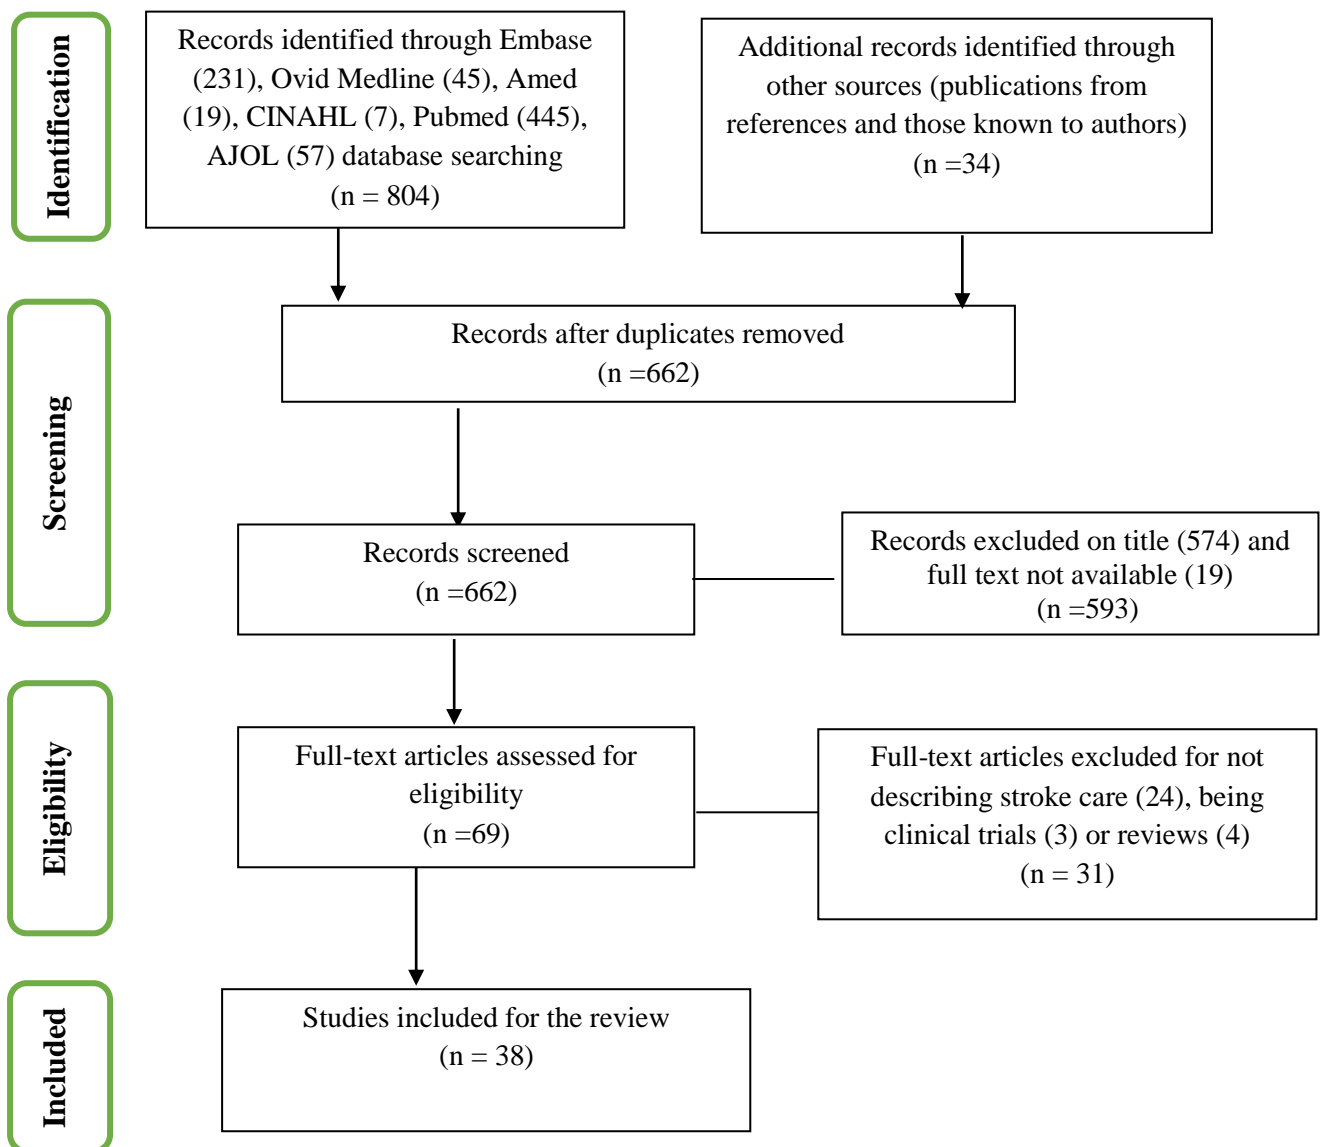 Identification
Records identified through Embase
(231), Ovid Medline (45), Amed
(19), CINAHL (7), Pubmed (445),
AJOL (57) database searching
(n = 804)
Additional records identified through
other sources (publications from
references and those known to authors)
(n =34)
Screening
Records after duplicates removed
(n =662)
Records screened
(n =662)
Records excluded on title (574) and
full text not available (19)
(n =593)
Eligibility
Full-text articles assessed for
eligibility
(n =69)
Full-text articles excluded for not
describing stroke care (24), being
clinical trials (3) or reviews (4)
(n = 31)
Included
Studies included for the review
(n = 38)